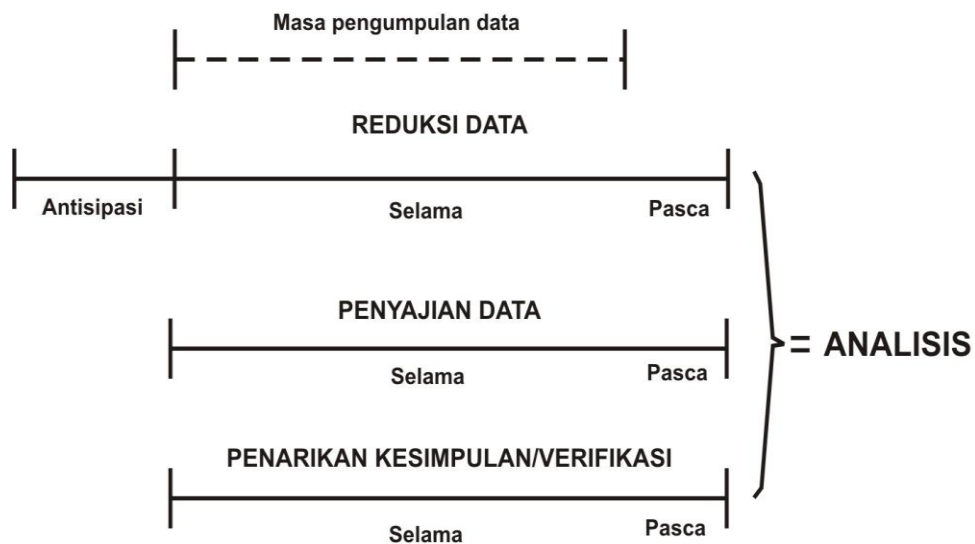 Masa pengumpulan data
REDUKSI DATA
Antisipasi
Selama
Pasca
PENYAJIAN DATA
Selama
Pasca
= ANALISIS
PENARIKAN KESIMPULAN/VERIFIKASI
Selama
Pasca